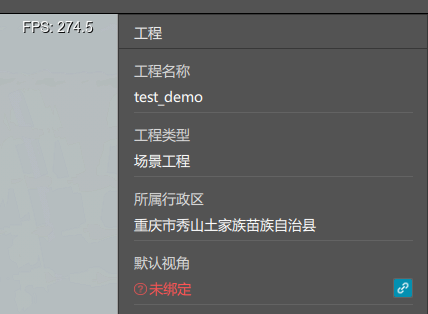 FPS: 274.5
工程
工程名称
test_demo
工程类型
场景工程
所属行政区
重庆市秀山土家族苗族自治县
默认视角
未绑定